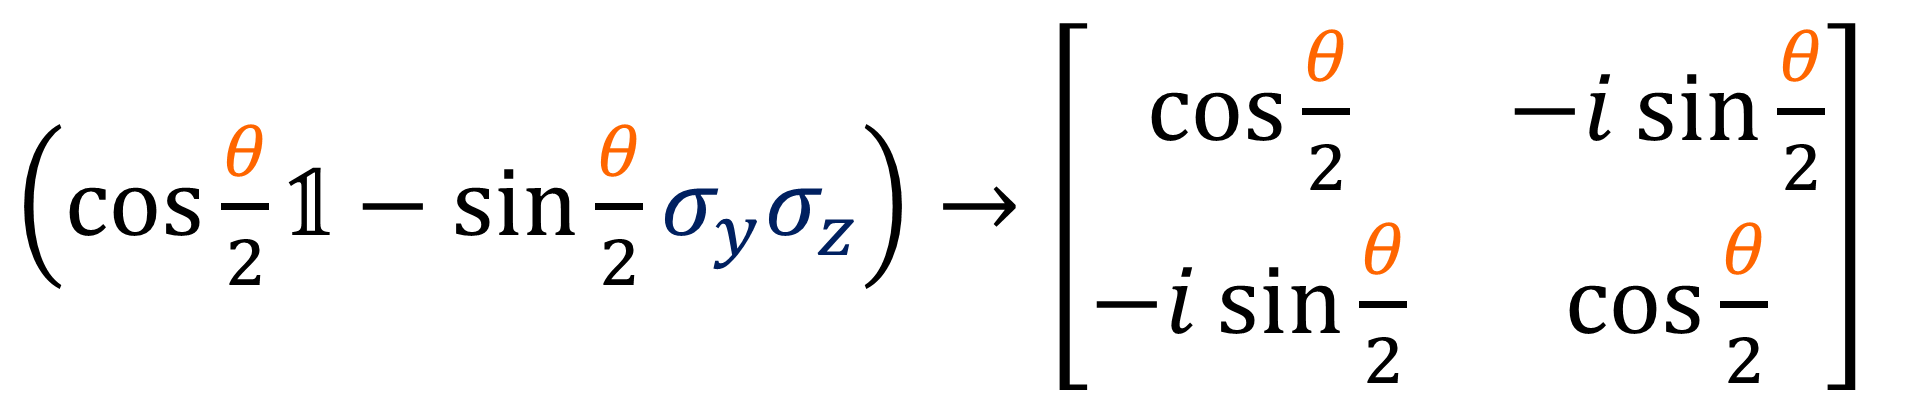 (cos θ/2 𝟙 − sin θ/2 σ_y σ_z) → [cos θ/2 −i sin θ/2
−i sin θ/2 cos θ/2]